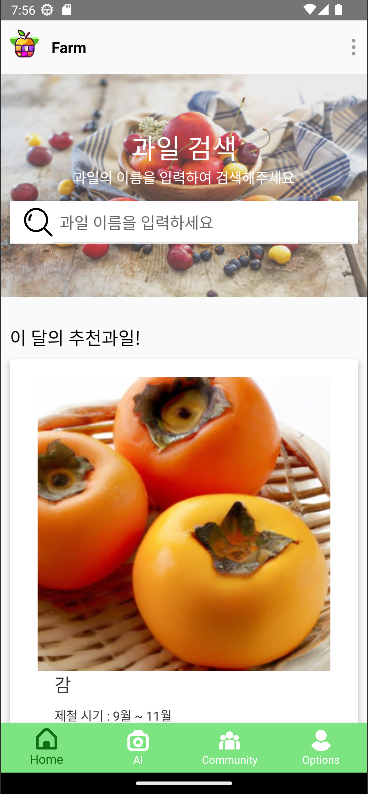 7:56
Farm
과일 검색
과일의 이름을 입력하여 검색해주세요
과일 이름을 입력하세요
이 달의 추천과일!
감
제철 시기 : 9월 ~ 11월
Home
AI
Community
Options